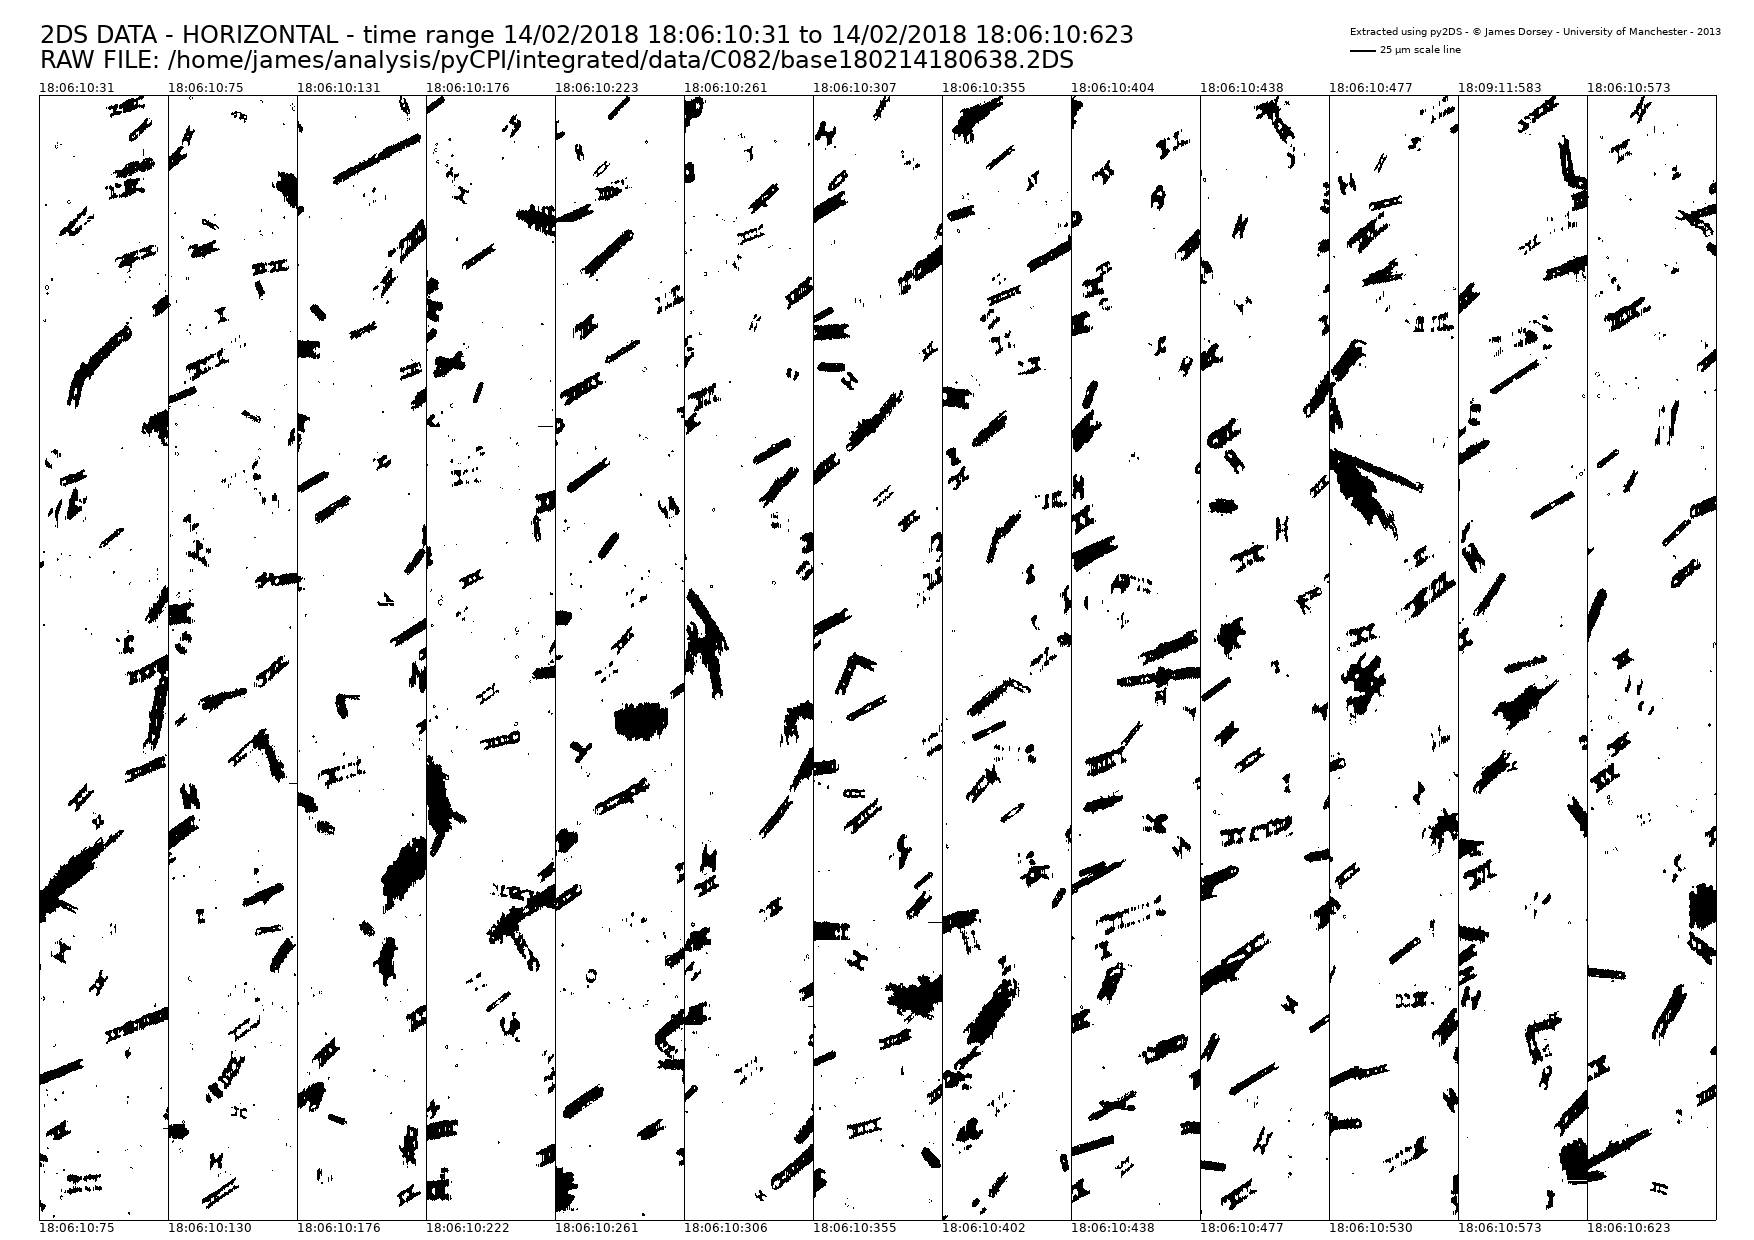 2DS DATA - HORIZONTAL - time range 14/02/2018 18:06:10:31 to 14/02/2018 18:06:10:623
RAW FILE: /home/james/analysis/pyCPI/integrated/data/C082/base180214180638.2DS
Extracted using py2DS - © James Dorsey - University of Manchester - 2013
25 µm scale line
18:06:10:31 18:06:10:75 18:06:10:131 18:06:10:176 18:06:10:223 18:06:10:261 18:06:10:307 18:06:10:355 18:06:10:404 18:06:10:438 18:06:10:477 18:09:11:583 18:06:10:573
18:06:10:75 18:06:10:130 18:06:10:176 18:06:10:222 18:06:10:261 18:06:10:306 18:06:10:355 18:06:10:402 18:06:10:438 18:06:10:477 18:06:10:530 18:06:10:573 18:06:10:623